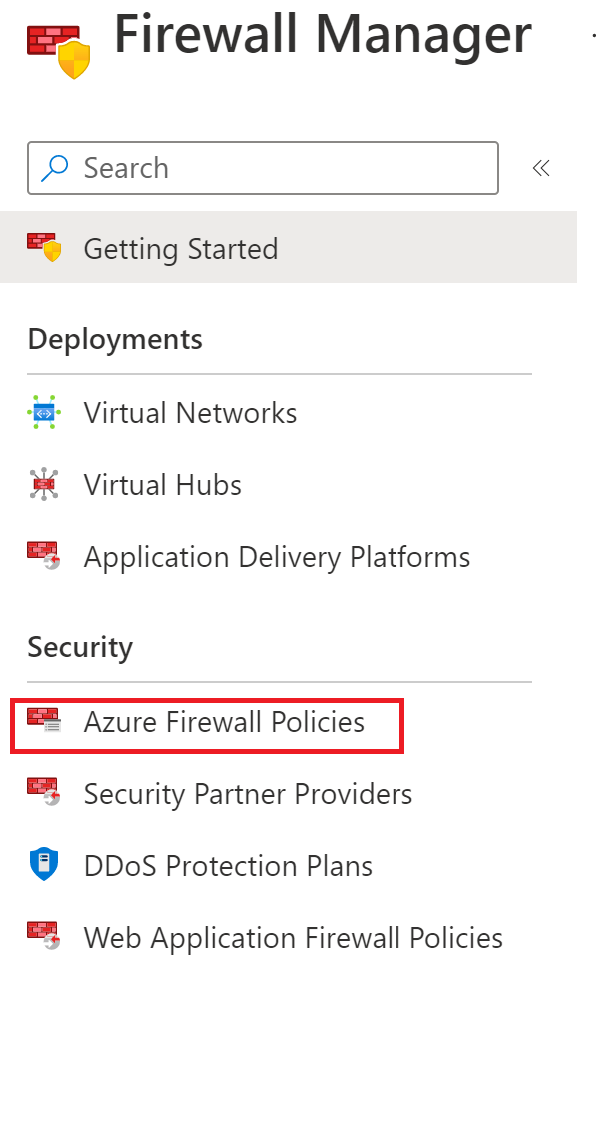 Firewall Manager
Search
Getting Started
Deployments
Virtual Networks
Virtual Hubs
Application Delivery Platforms
Security
Azure Firewall Policies
Security Partner Providers
DDoS Protection Plans
Web Application Firewall Policies